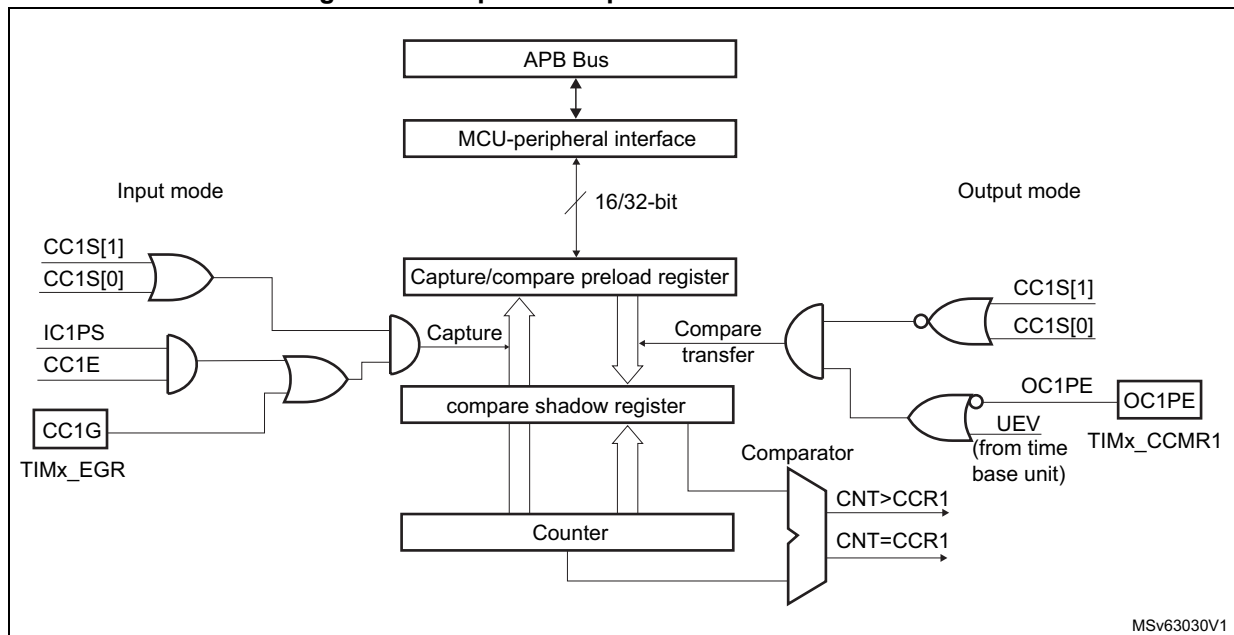 APB Bus
MCU-peripheral interface
Input mode
16/32-bit
Output mode
CC1S[1]
CC1S[0]
Capture/compare preload register
CC1S[1]
CC1S[0]
IC1PS
CC1E
Capture
Compare
transfer
CC1G
TIMx_EGR
compare shadow register
OC1PE
OC1PE
UEV
(from time
base unit)
TIMx_CCMR1
Comparator
CNT>CCR1
Counter
CNT=CCR1
MSv63030V1